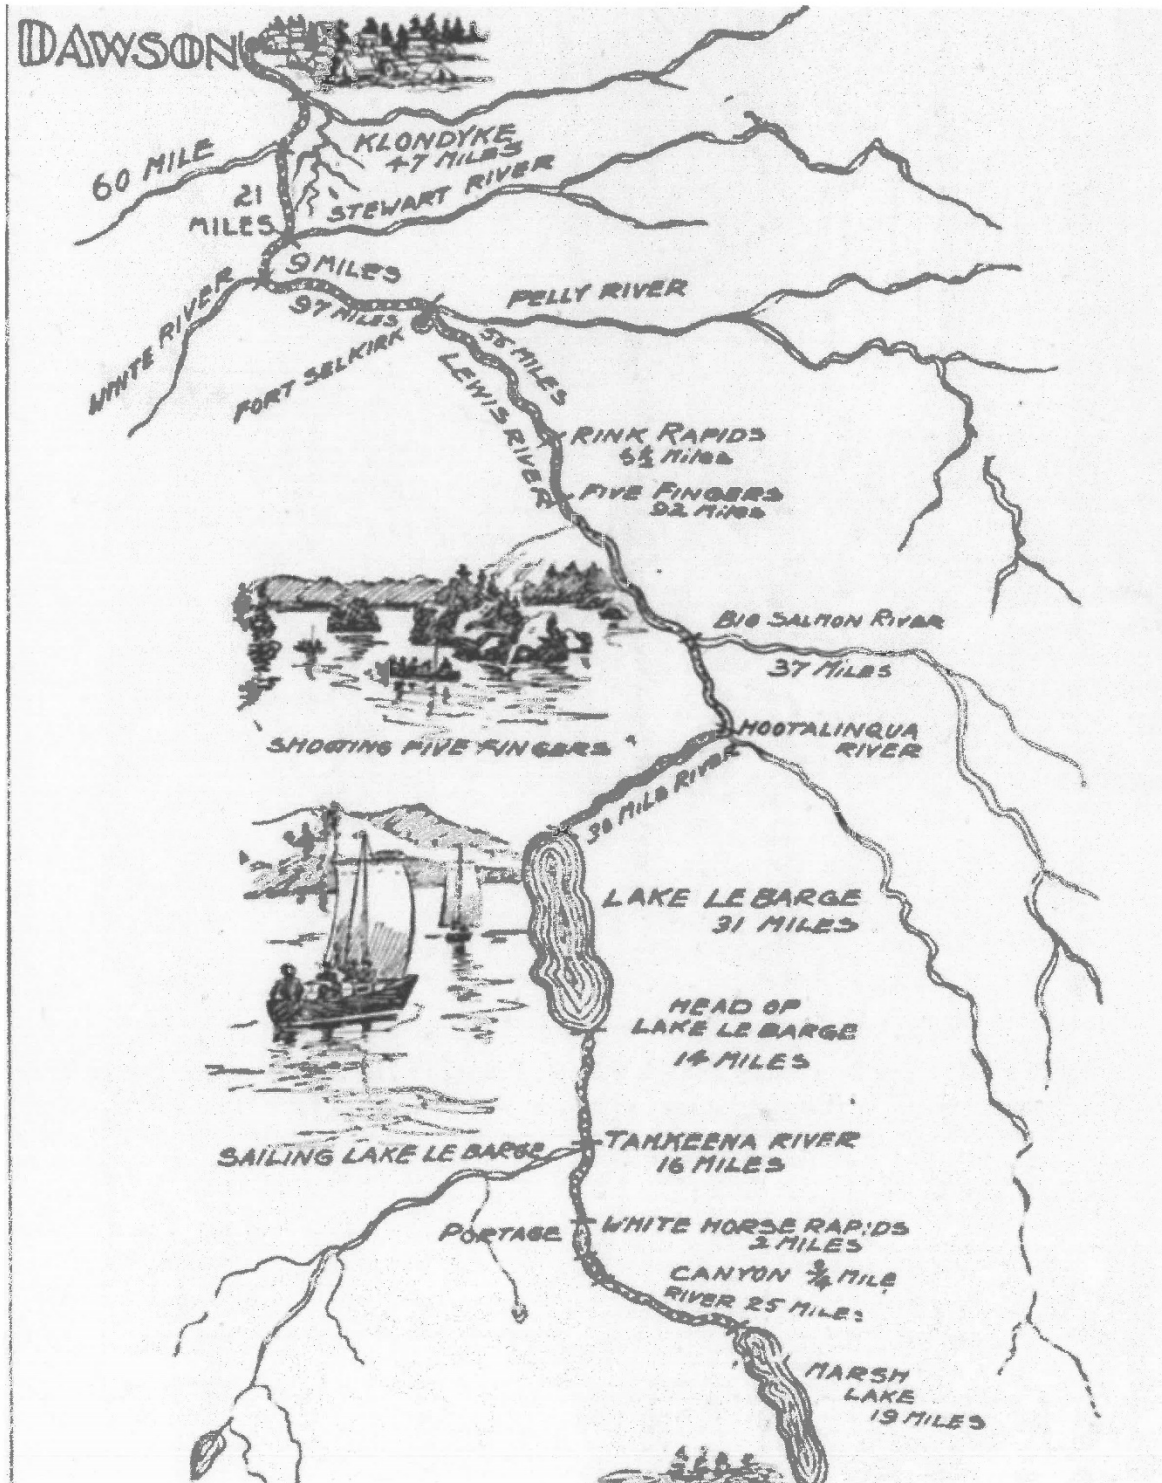 DAWSON
KLONDYKE
47 MILES
60 MILE
21
MILES
STEWART RIVER
9 MILES
WHITE RIVER
97 MILES
PELLY RIVER
FORT SELKIRK
55 MILES
LEWIS RIVER
RINK RAPIDS
5½ Miles
FIVE FINGERS
92 Miles
BIG SALMON RIVER
37 MILES
HOOTALINQUA
RIVER
SHOOTING FIVE FINGERS
30 MILE RIVER
LAKE LE BARGE
31 MILES
HEAD OF
LAKE LE BARGE
14 MILES
SAILING LAKE LE BARGE
TAHKEENA RIVER
16 MILES
PORTAGE
WHITE HORSE RAPIDS
2 MILES
CANYON ¾ MILE
RIVER 25 MILES
MARSH
LAKE
19 MILES